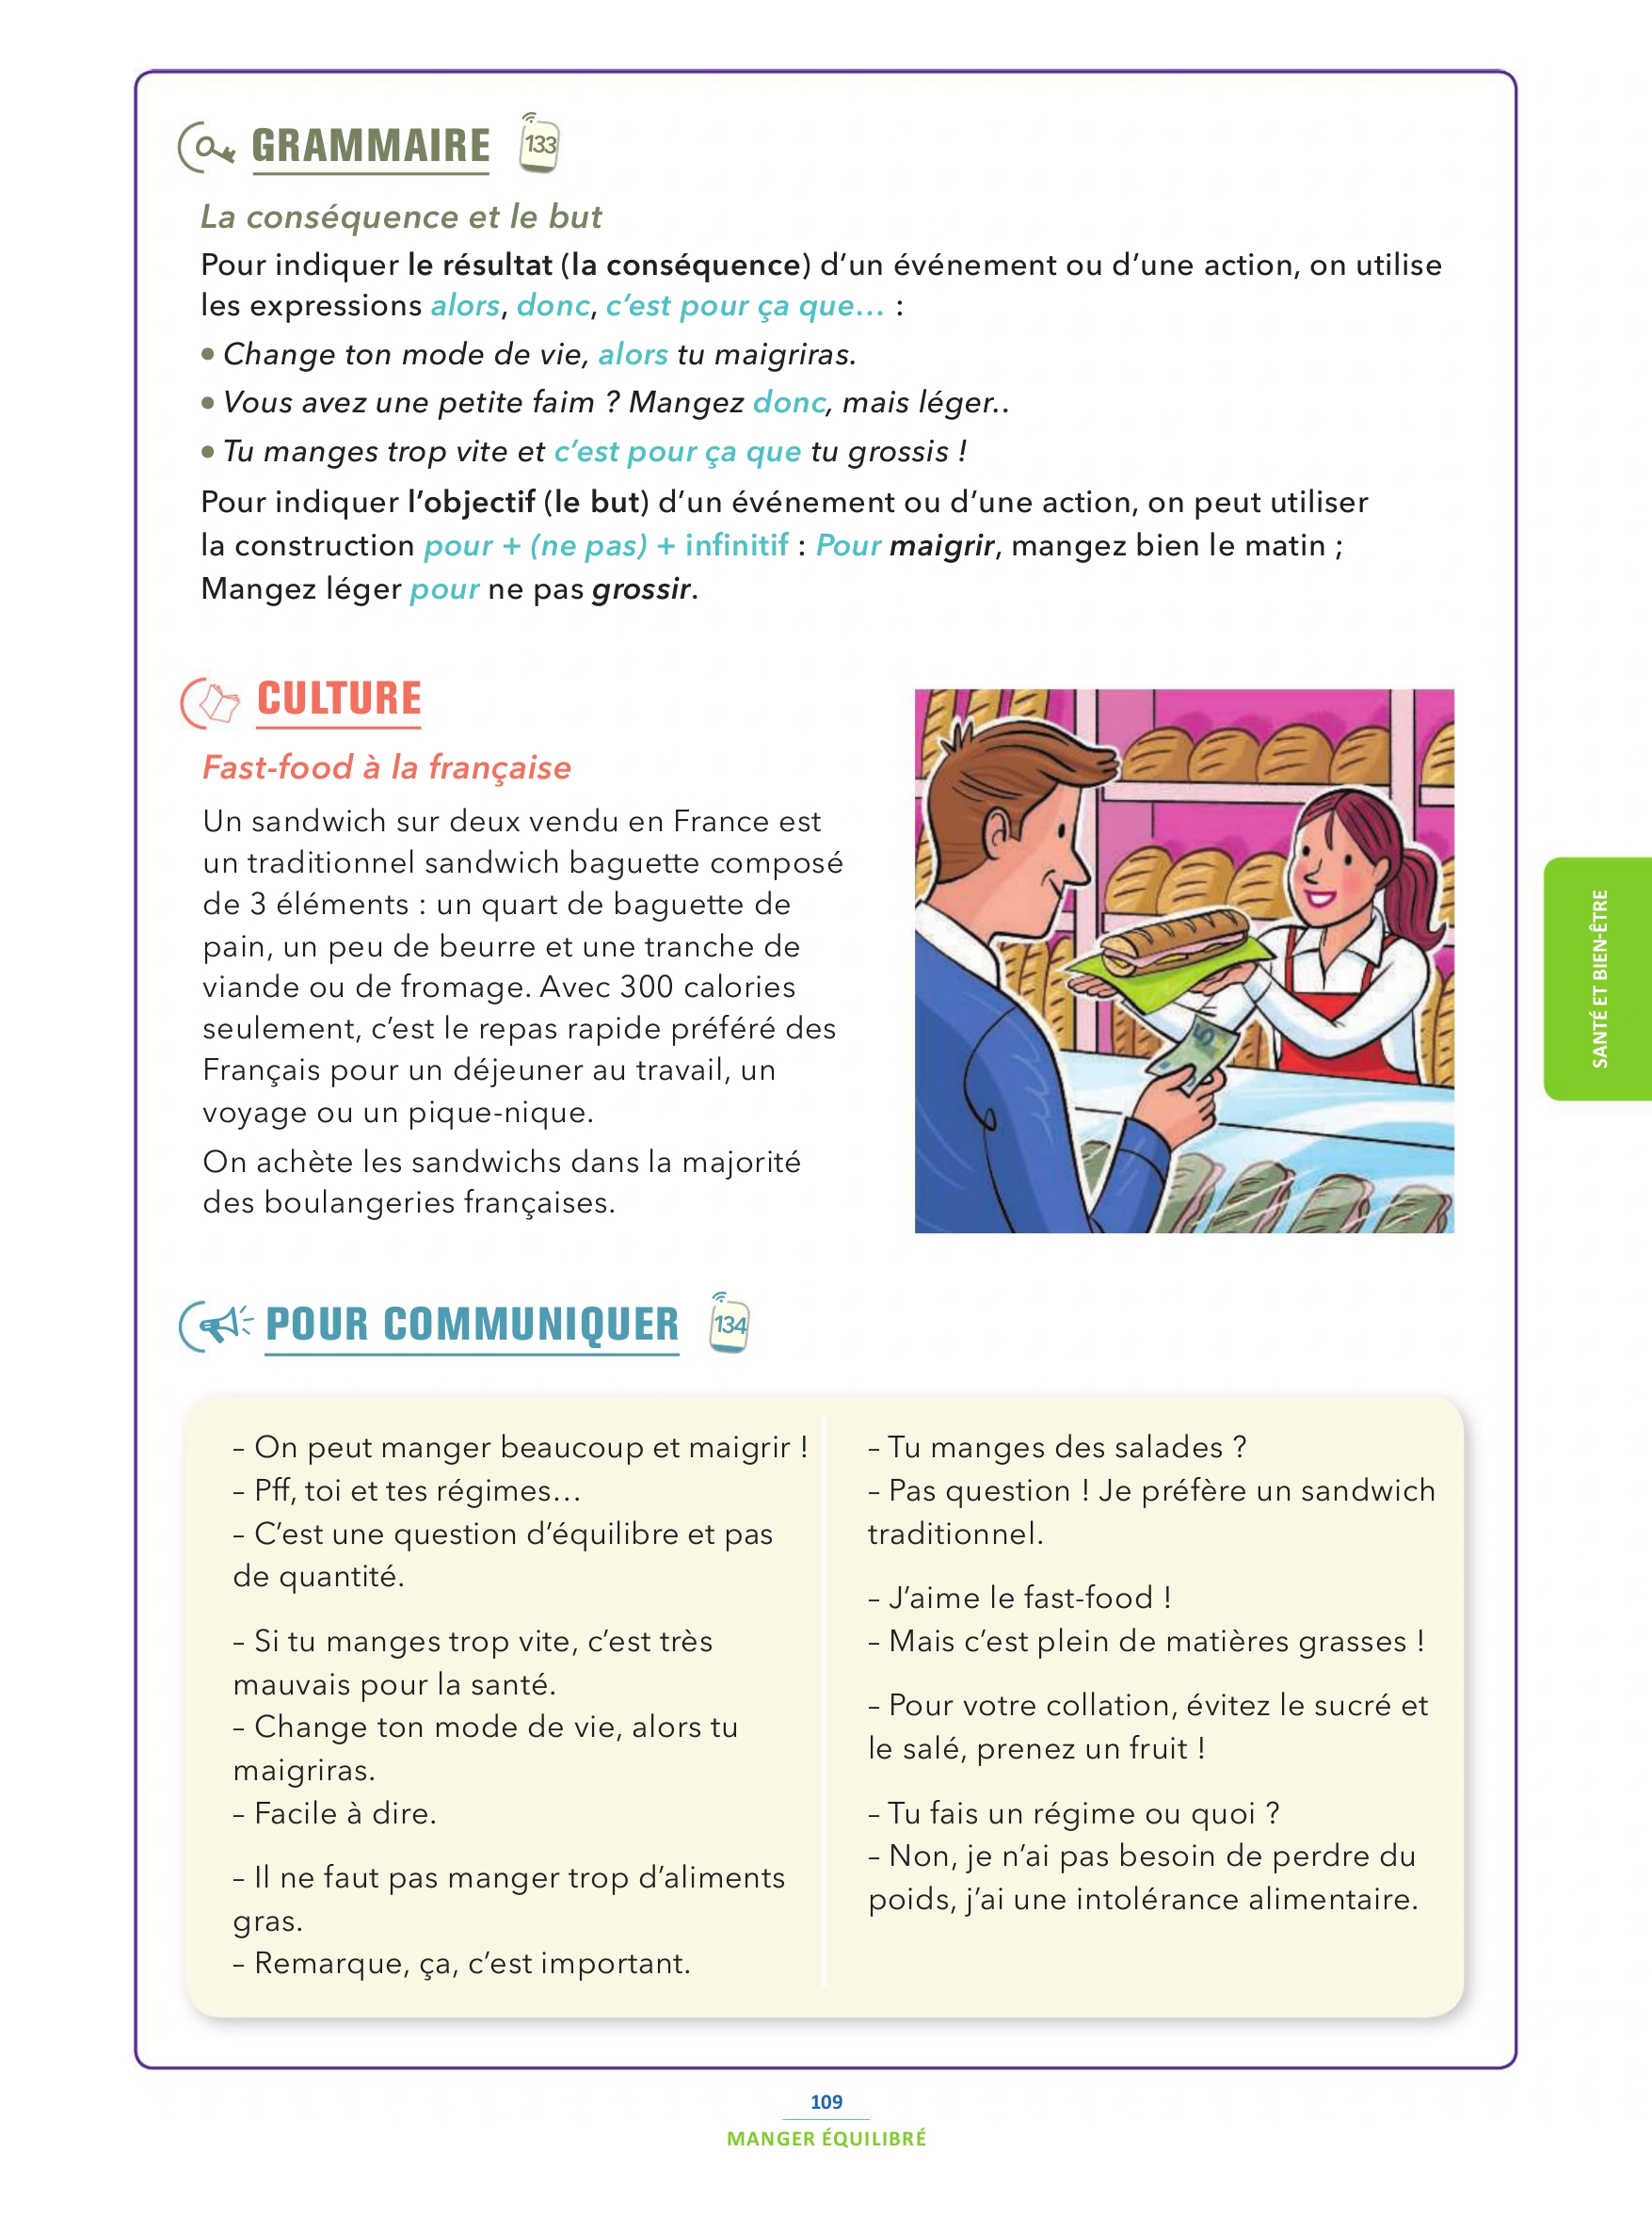 GRAMMAIRE
133
La conséquence et le but
Pour indiquer le résultat (la conséquence) d’un événement ou d’une action, on utilise
les expressions alors, donc, c’est pour ça que… :
• Change ton mode de vie, alors tu maigriras.
• Vous avez une petite faim ? Mangez donc, mais léger..
• Tu manges trop vite et c’est pour ça que tu grossis !
Pour indiquer l’objectif (le but) d’un événement ou d’une action, on peut utiliser
la construction pour + (ne pas) + infinitif : Pour maigrir, mangez bien le matin ;
Mangez léger pour ne pas grossir.
CULTURE
Fast-food à la française
Un sandwich sur deux vendu en France est
un traditionnel sandwich baguette composé
de 3 éléments : un quart de baguette de
pain, un peu de beurre et une tranche de
viande ou de fromage. Avec 300 calories
seulement, c’est le repas rapide préféré des
Français pour un déjeuner au travail, un
voyage ou un pique-nique.
On achète les sandwichs dans la majorité
des boulangeries françaises.
5
SANTÉ ET BIEN-ÊTRE
POUR COMMUNIQUER
134
– On peut manger beaucoup et maigrir !
– Pff, toi et tes régimes…
– C’est une question d’équilibre et pas
de quantité.
– Si tu manges trop vite, c’est très
mauvais pour la santé.
– Change ton mode de vie, alors tu
maigriras.
– Facile à dire.
– Il ne faut pas manger trop d’aliments
gras.
– Remarque, ça, c’est important.
– Tu manges des salades ?
– Pas question ! Je préfère un sandwich
traditionnel.
– J’aime le fast-food !
– Mais c’est plein de matières grasses !
– Pour votre collation, évitez le sucré et
le salé, prenez un fruit !
– Tu fais un régime ou quoi ?
– Non, je n’ai pas besoin de perdre du
poids, j’ai une intolérance alimentaire.
109
MANGER ÉQUILIBRÉ